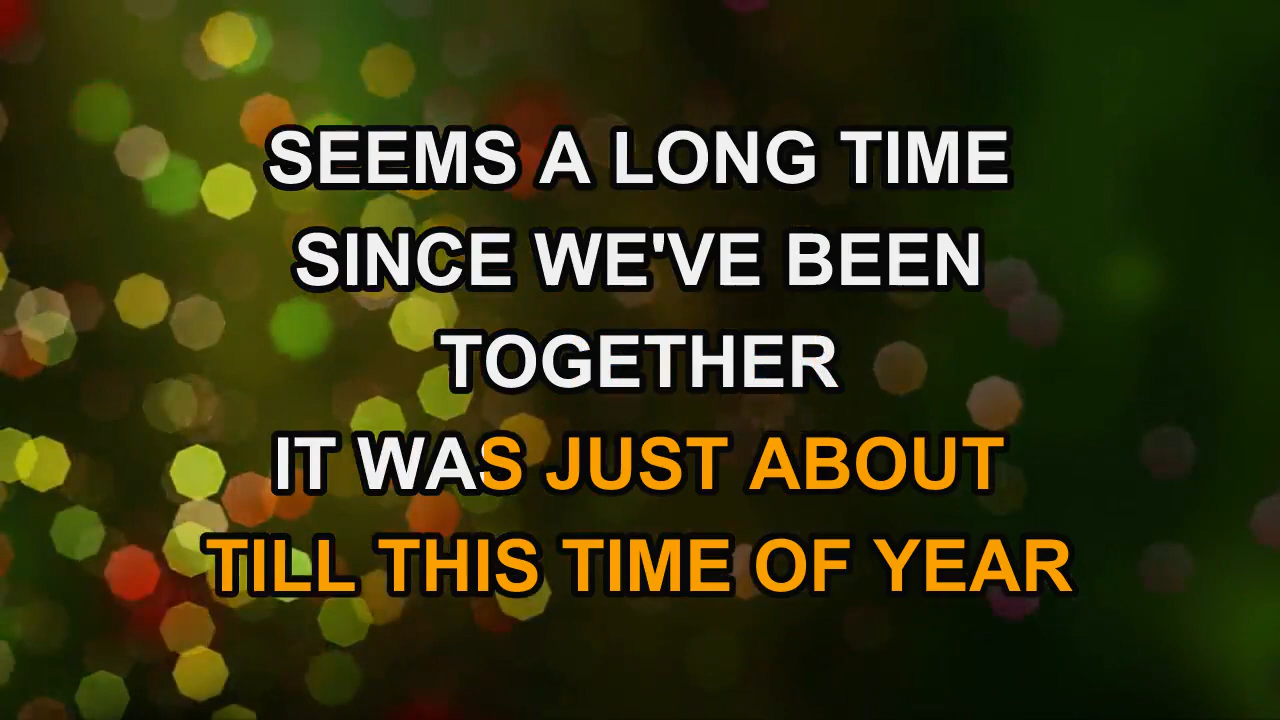 SEEMS A LONG TIME
SINCE WE'VE BEEN
TOGETHER
IT WAS JUST ABOUT
TILL THIS TIME OF YEAR